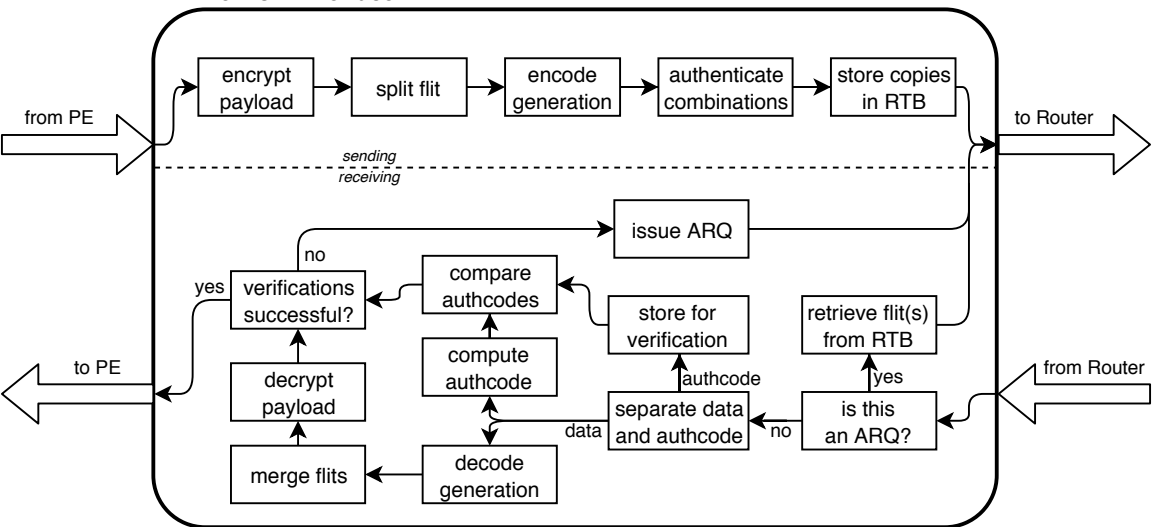 encrypt
payload
split flit
encode
generation
authenticate
combinations
store copies
in RTB
from PE
to Router
sending
receiving
issue ARQ
no
compare
authcodes
yes
verifications
successful?
store for
verification
retrieve flit(s)
from RTB
to PE
compute
authcode
from Router
decrypt
payload
authcode
yes
separate data
and authcode
is this
an ARQ?
data
no
merge flits
decode
generation